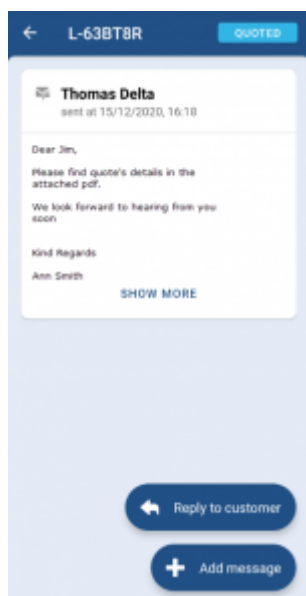 L-63BT8R
QUOTED
Thomas Delta
sent at 15/12/2020, 16:18
Dear Jim,
Please find quote's details in the
attached pdf.
We look forward to hearing from you
soon
Kind Regards
Ann Smith
SHOW MORE
Reply to customer
Add message